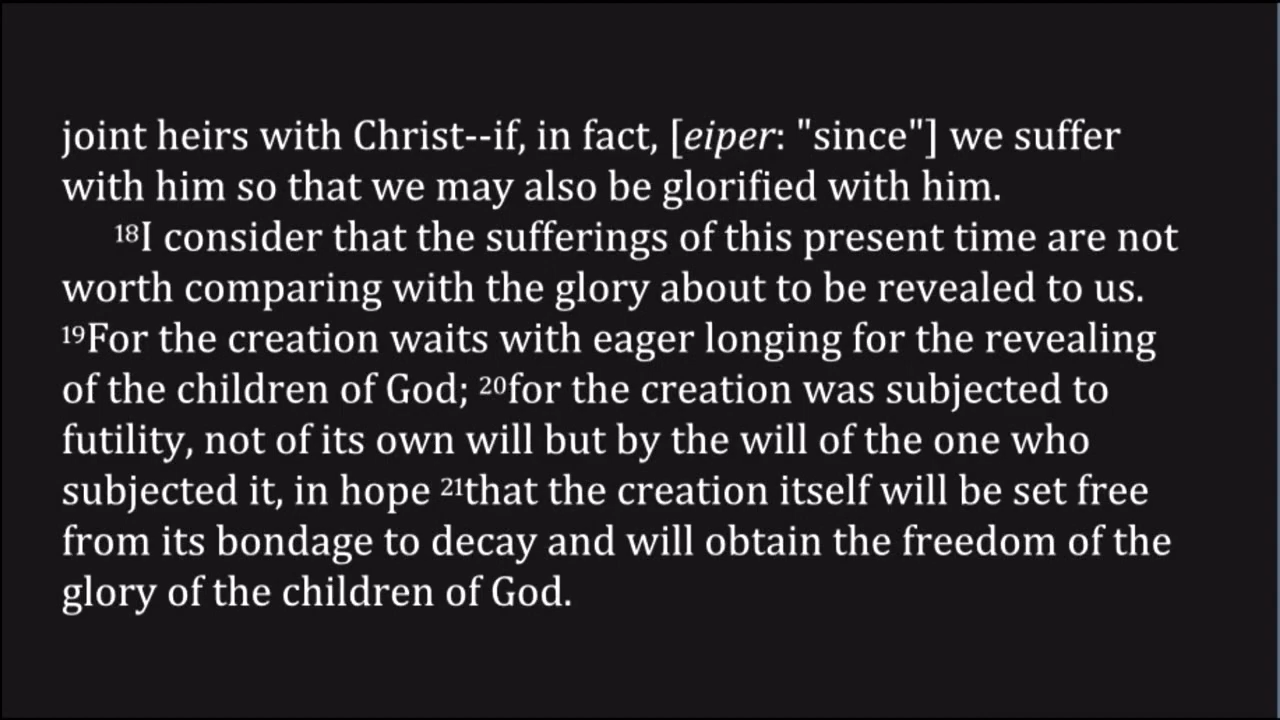 joint heirs with Christ--if, in fact, [eiper: "since"] we suffer
with him so that we may also be glorified with him.
18I consider that the sufferings of this present time are not
worth comparing with the glory about to be revealed to us.
19For the creation waits with eager longing for the revealing
of the children of God; 20for the creation was subjected to
futility, not of its own will but by the will of the one who
subjected it, in hope 21that the creation itself will be set free
from its bondage to decay and will obtain the freedom of the
glory of the children of God.